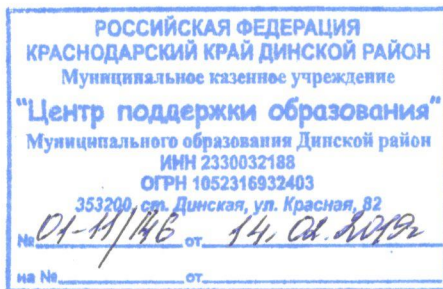 РОССИЙСКАЯ ФЕДЕРАЦИЯ
КРАСНОДАРСКИЙ КРАЙ ДИНСКОЙ РАЙОН
Муниципальное казенное учреждение
"Центр поддержки образования"
Муниципального образования Динской район
ИНН 2330032188
ОГРН 1052316932403
353200, ст. Динская, ул. Красная, 82
№ 01-11/146 от 14.02.2019г
на № от